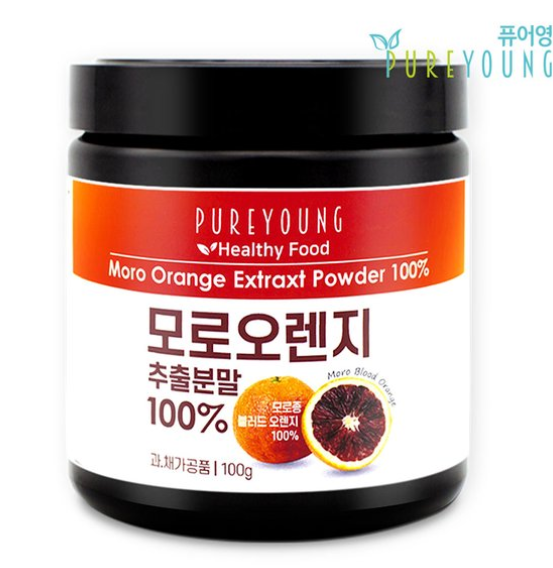 퓨어영
PUREYOUNG
PUREYOUNG
Healthy Food
Moro Orange Extraxt Powder 100%
모로오렌지
추출분말
100%
Moro Blood Orange
모로종
블러드 오렌지
100%
과.채가공품 | 100g